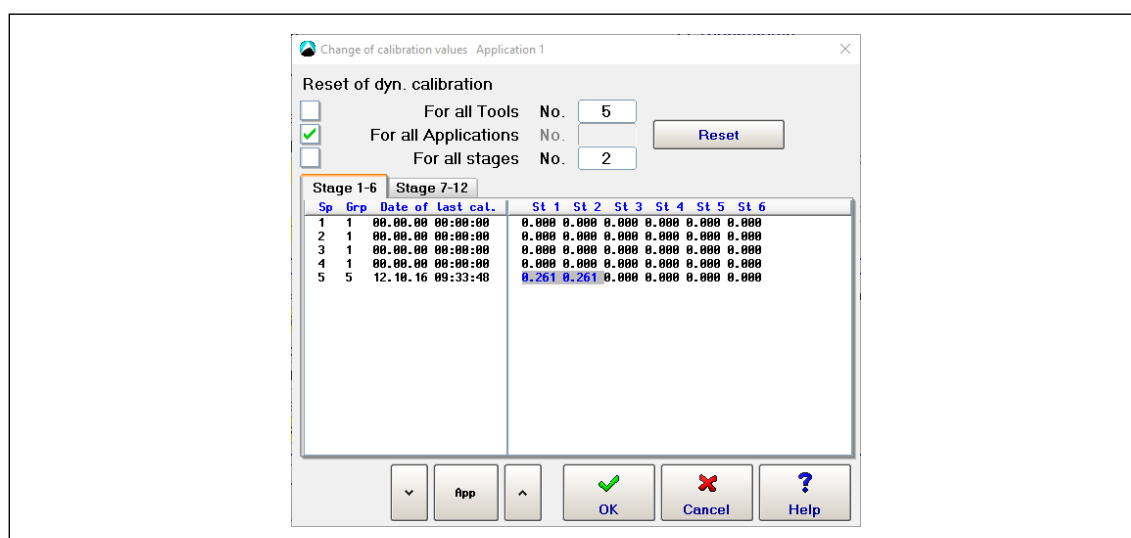 Change of calibration values Application 1
Reset of dyn. calibration
For all Tools No. 5
For all Applications No.
Reset
For all stages No. 2
Stage 1-6 Stage 7-12
Sp Grp Date of last cal. St 1 St 2 St 3 St 4 St 5 St 6
1 1 00.00.00 00:00:00 0.000 0.000 0.000 0.000 0.000 0.000
2 1 00.00.00 00:00:00 0.000 0.000 0.000 0.000 0.000 0.000
3 1 00.00.00 00:00:00 0.000 0.000 0.000 0.000 0.000 0.000
4 1 00.00.00 00:00:00 0.000 0.000 0.000 0.000 0.000 0.000
5 5 12.10.16 09:33:48 0.261 0.261 0.000 0.000 0.000 0.000
App
OK
Cancel
? Help